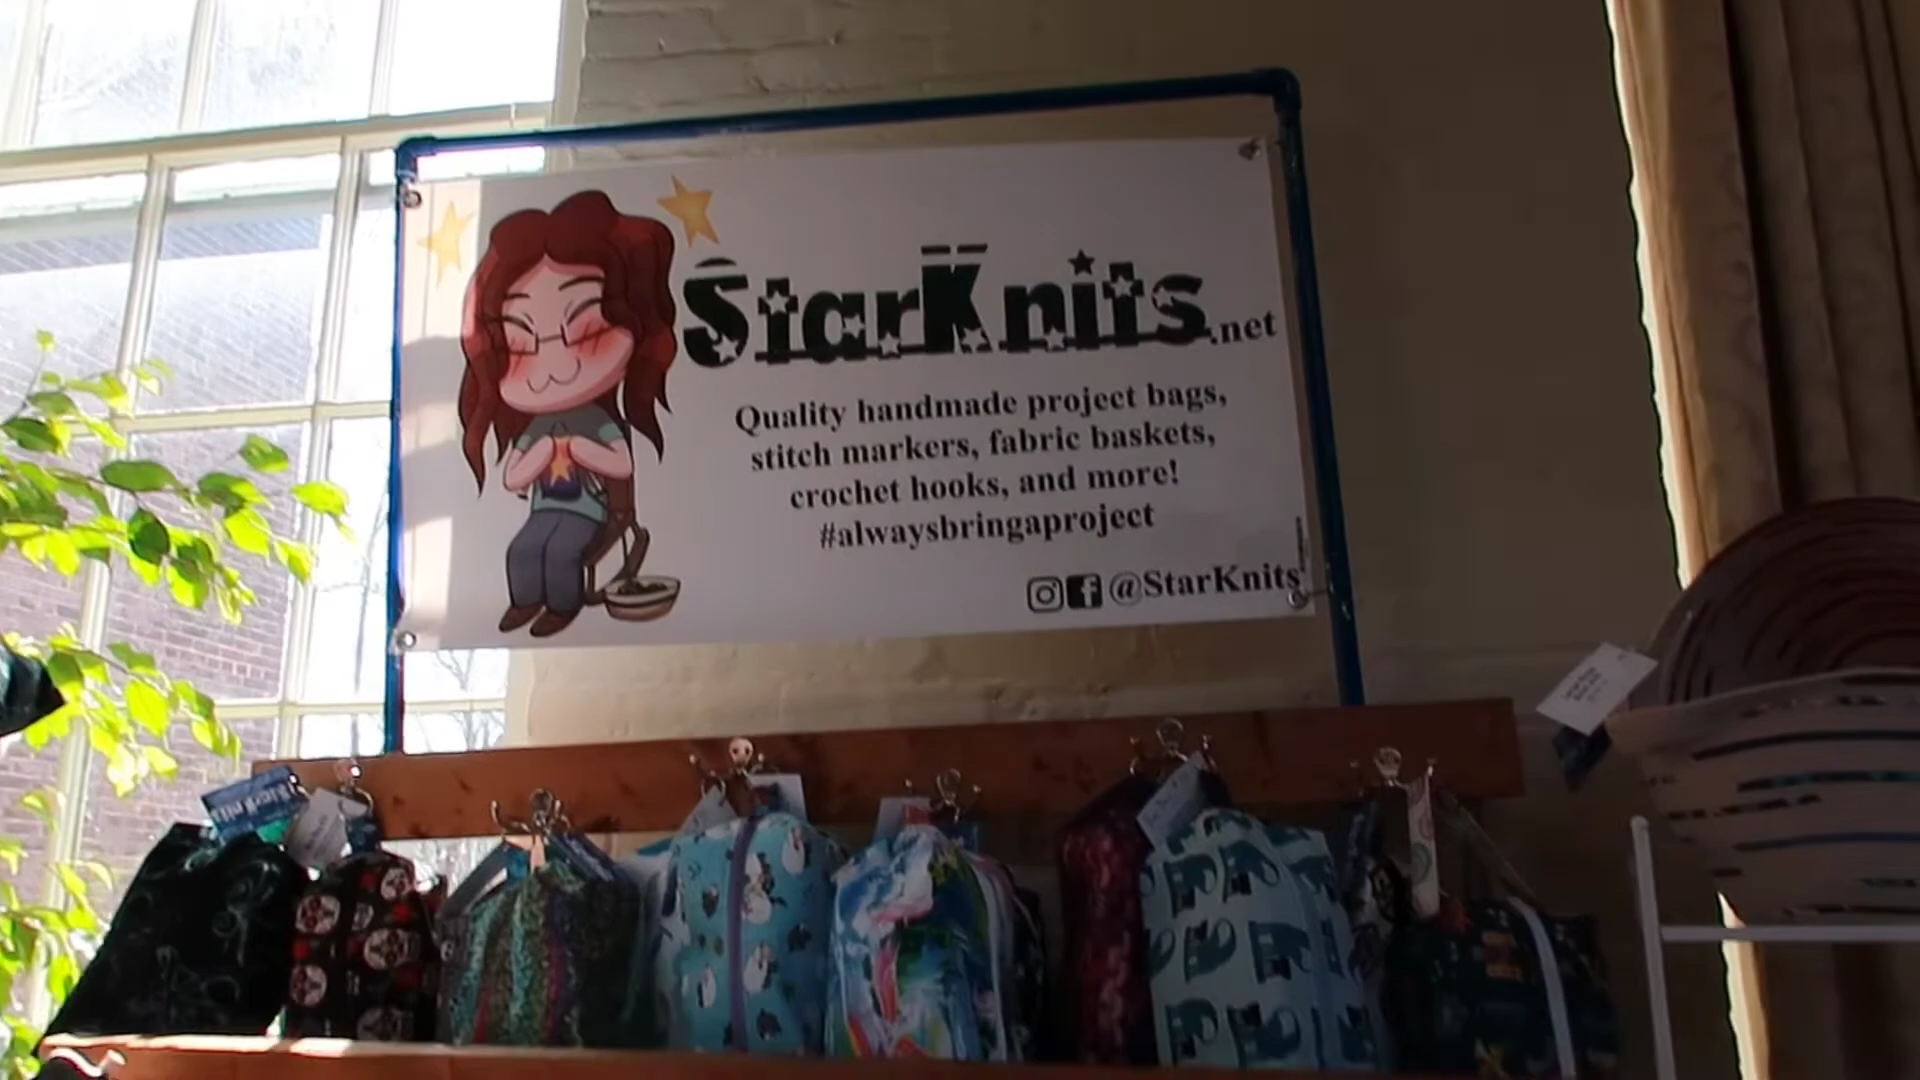 StarKnits.net
Quality handmade project bags,
stitch markers, fabric baskets,
crochet hooks, and more!
#alwaysbringaproject
@StarKnits